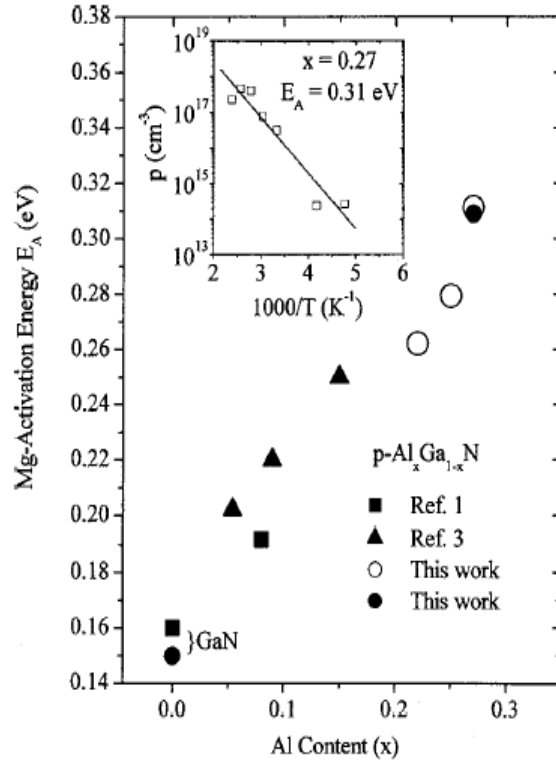 0.38
0.36
0.34
0.32
0.30
0.28
0.26
0.24
0.22
0.20
0.18
0.16
0.14
Mg-Activation Energy E_A (eV)
10^19
10^17
10^15
10^13
p (cm^-3)
x = 0.27
E_A = 0.31 eV
2 3 4 5 6
1000/T (K^-1)
p-Al_xGa_1-xN
Ref. 1
Ref. 3
This work
This work
}GaN
0.0 0.1 0.2 0.3
Al Content (x)